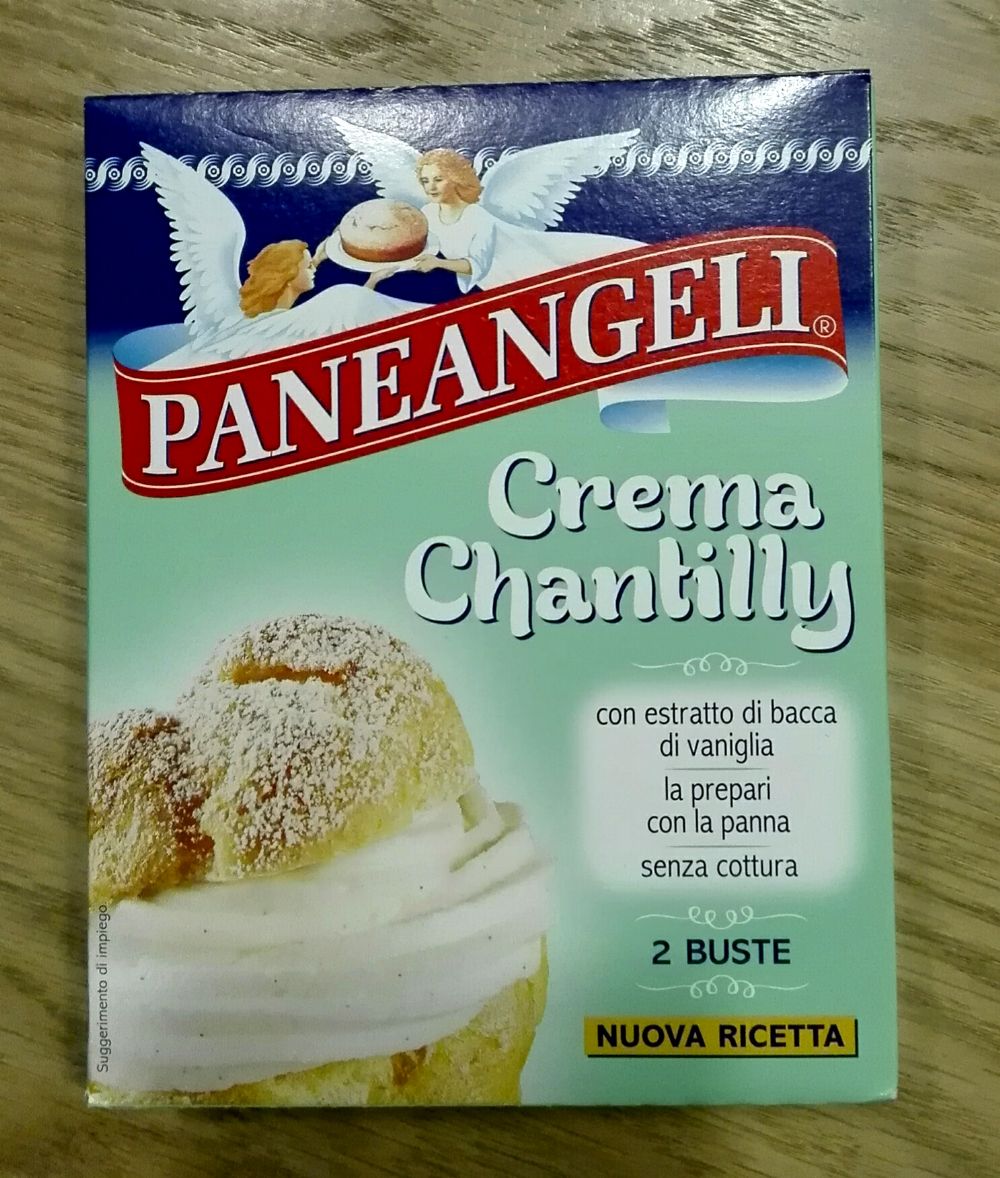 PANEANGELI®
Crema
Chantilly
con estratto di bacca
di vaniglia
la prepari
con la panna
senza cottura
2 BUSTE
NUOVA RICETTA
Suggerimento di impiego.